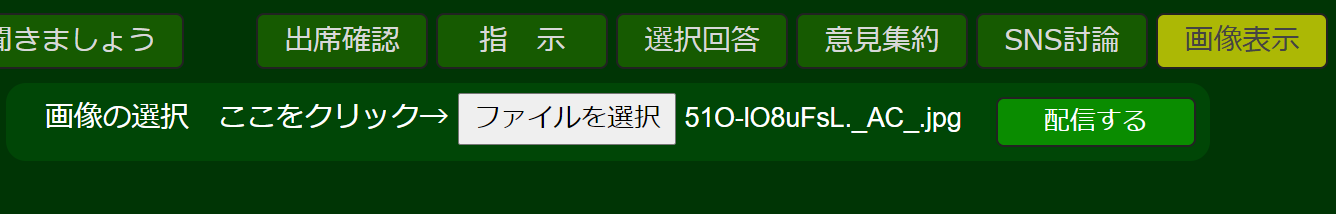 聞きましょう 出席確認 指　示 選択回答 意見集約 SNS討論 画像表示
画像の選択　ここをクリック→ ファイルを選択 51O-lO8uFsL._AC_.jpg 配信する